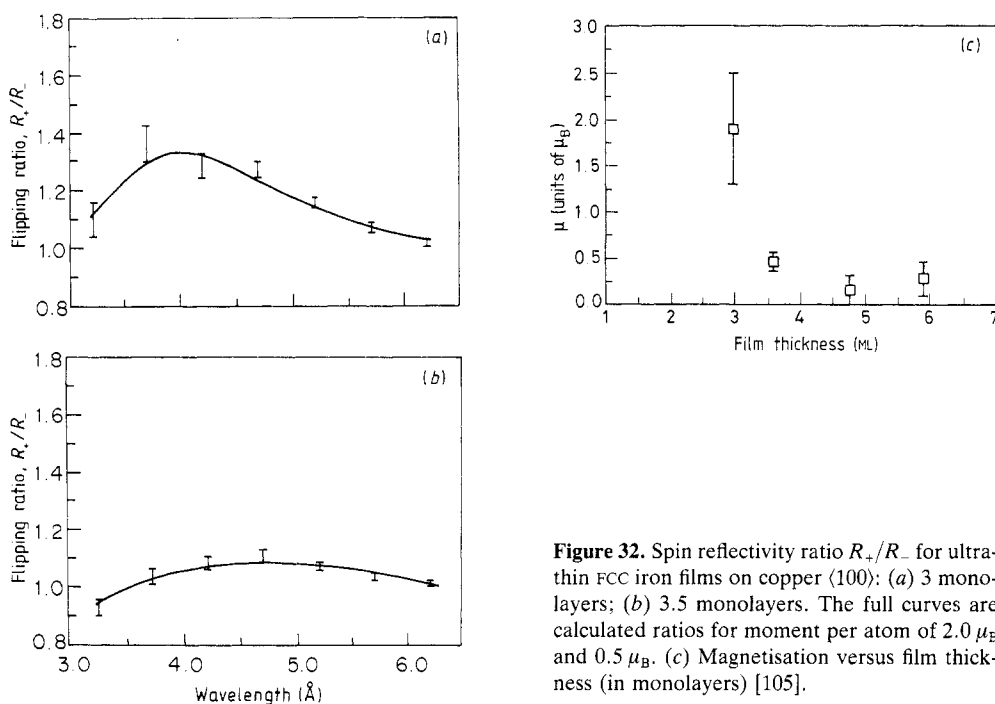 1.8
(a)
1.6
1.4
1.2
1.0
0.8
Flipping ratio, R₊/R₋
1.8
(b)
1.6
1.4
1.2
1.0
0.8
Flipping ratio, R₊/R₋
3.0 4.0 5.0 6.0
Wavelength (Å)
3.0
(c)
2.5
2.0
1.5
1.0
0.5
0.0
μ (units of μB)
1 2 3 4 5 6 7
Film thickness (ML)
Figure 32. Spin reflectivity ratio R₊/R₋ for ultra-
thin FCC iron films on copper ⟨100⟩: (a) 3 mono-
layers; (b) 3.5 monolayers. The full curves are
calculated ratios for moment per atom of 2.0 μB
and 0.5 μB. (c) Magnetisation versus film thick-
ness (in monolayers) [105].